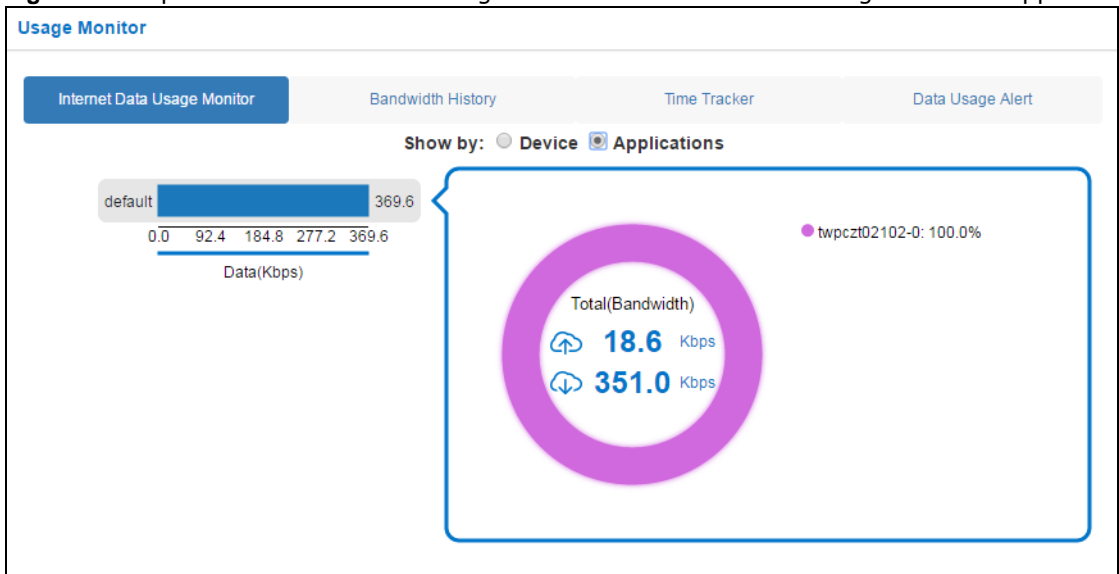 Usage Monitor
Internet Data Usage Monitor
Bandwidth History
Time Tracker
Data Usage Alert
Show by: Device Applications
default
369.6
0.0 92.4 184.8 277.2 369.6
Data(Kbps)
twpczt02102-0: 100.0%
Total(Bandwidth)
18.6 Kbps
351.0 Kbps